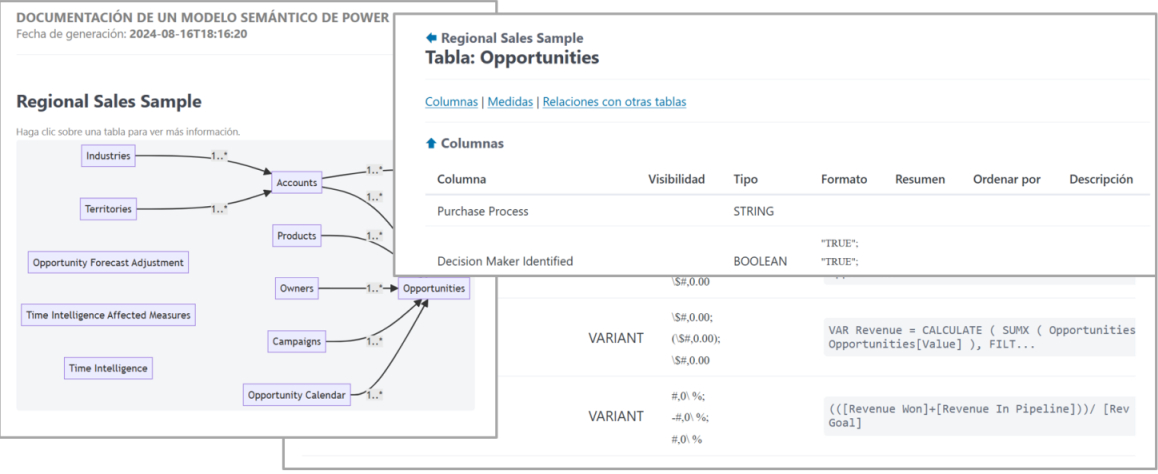 DOCUMENTACIÓN DE UN MODELO SEMÁNTICO DE POWER
Fecha de generación: 2024-08-16T18:16:20
Regional Sales Sample
Haga clic sobre una tabla para ver más información.
Industries
1..*
Accounts
1..*
1..*
Territories
1..*
Products
1..*
Opportunity Forecast Adjustment
Owners
1..*
Opportunities
Time Intelligence Affected Measures
Campaigns
1..*
Time Intelligence
Opportunity Calendar
1..*
Regional Sales Sample
Tabla: Opportunities
Columnas | Medidas | Relaciones con otras tablas
Columnas
Columna Visibilidad Tipo Formato Resumen Ordenar por Descripción
Purchase Process STRING
"TRUE";
Decision Maker Identified BOOLEAN "TRUE";
\$#,0.00
\$#,0.00;
VARIANT (\$#,0.00); VAR Revenue = CALCULATE ( SUMX ( Opportunities
\$#,0.00 Opportunities[Value] ), FILT...
#,0\ %;
VARIANT -#,0\ %; (([Revenue Won]+[Revenue In Pipeline]))/ [Rev
#,0\ % Goal]